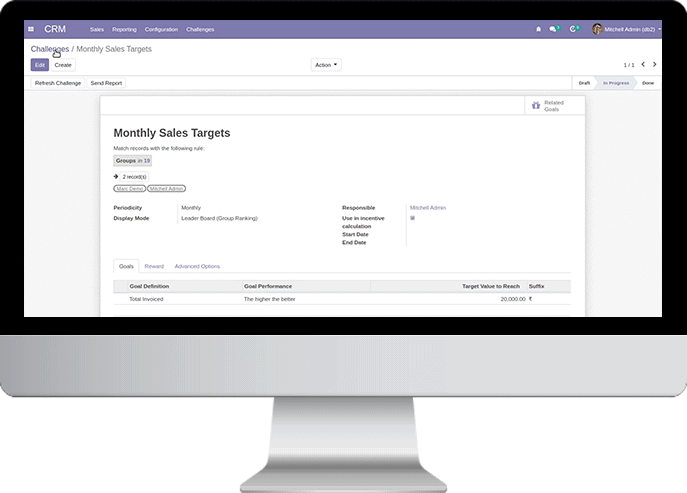 CRM Sales Reporting Configuration Challenges Mitchell Admin (db2)
Challenges / Monthly Sales Targets
Edit Create Action 1 / 1
Refresh Challenge Send Report Draft In Progress Done
Related Goals
Monthly Sales Targets
Match records with the following rule:
Groups in 19
2 record(s)
Marc Demo Mitchell Admin
Periodicity Monthly Responsible Mitchell Admin
Display Mode Leader Board (Group Ranking) Use in incentive calculation
Start Date
End Date
Goals Reward Advanced Options
Goal Definition Goal Performance Target Value to Reach Suffix
Total Invoiced The higher the better 20,000.00 ₹